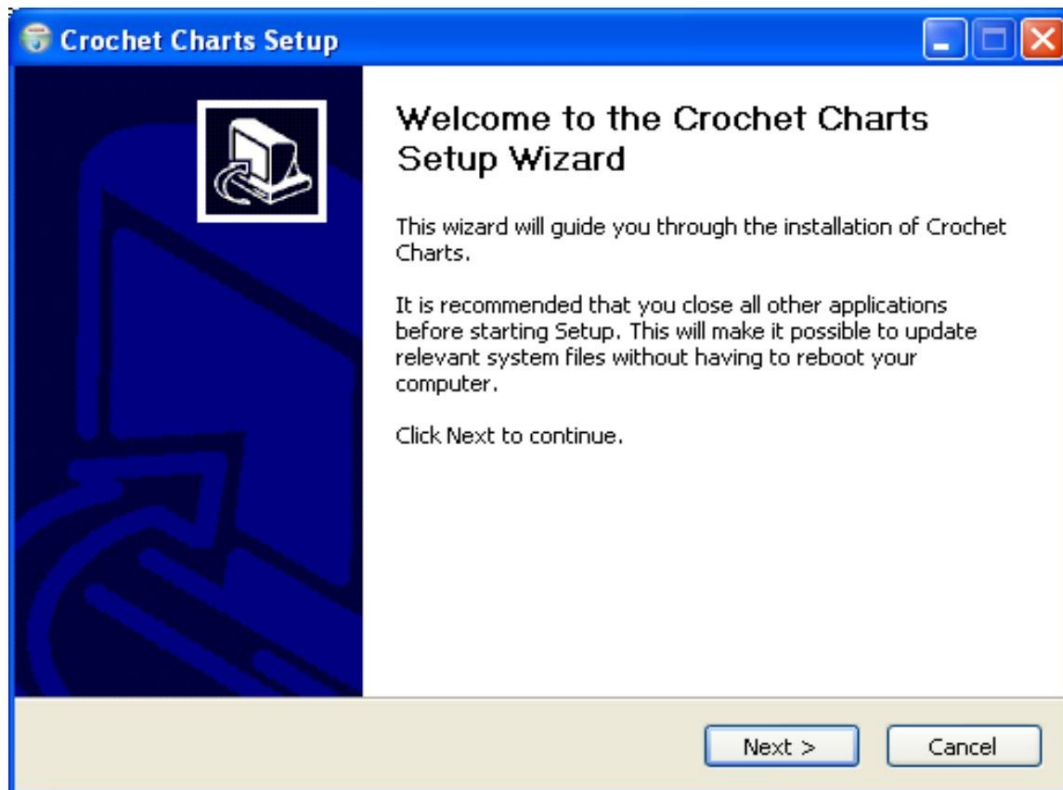 Crochet Charts Setup
Welcome to the Crochet Charts
Setup Wizard
This wizard will guide you through the installation of Crochet
Charts.
It is recommended that you close all other applications
before starting Setup. This will make it possible to update
relevant system files without having to reboot your
computer.
Click Next to continue.
Next >
Cancel